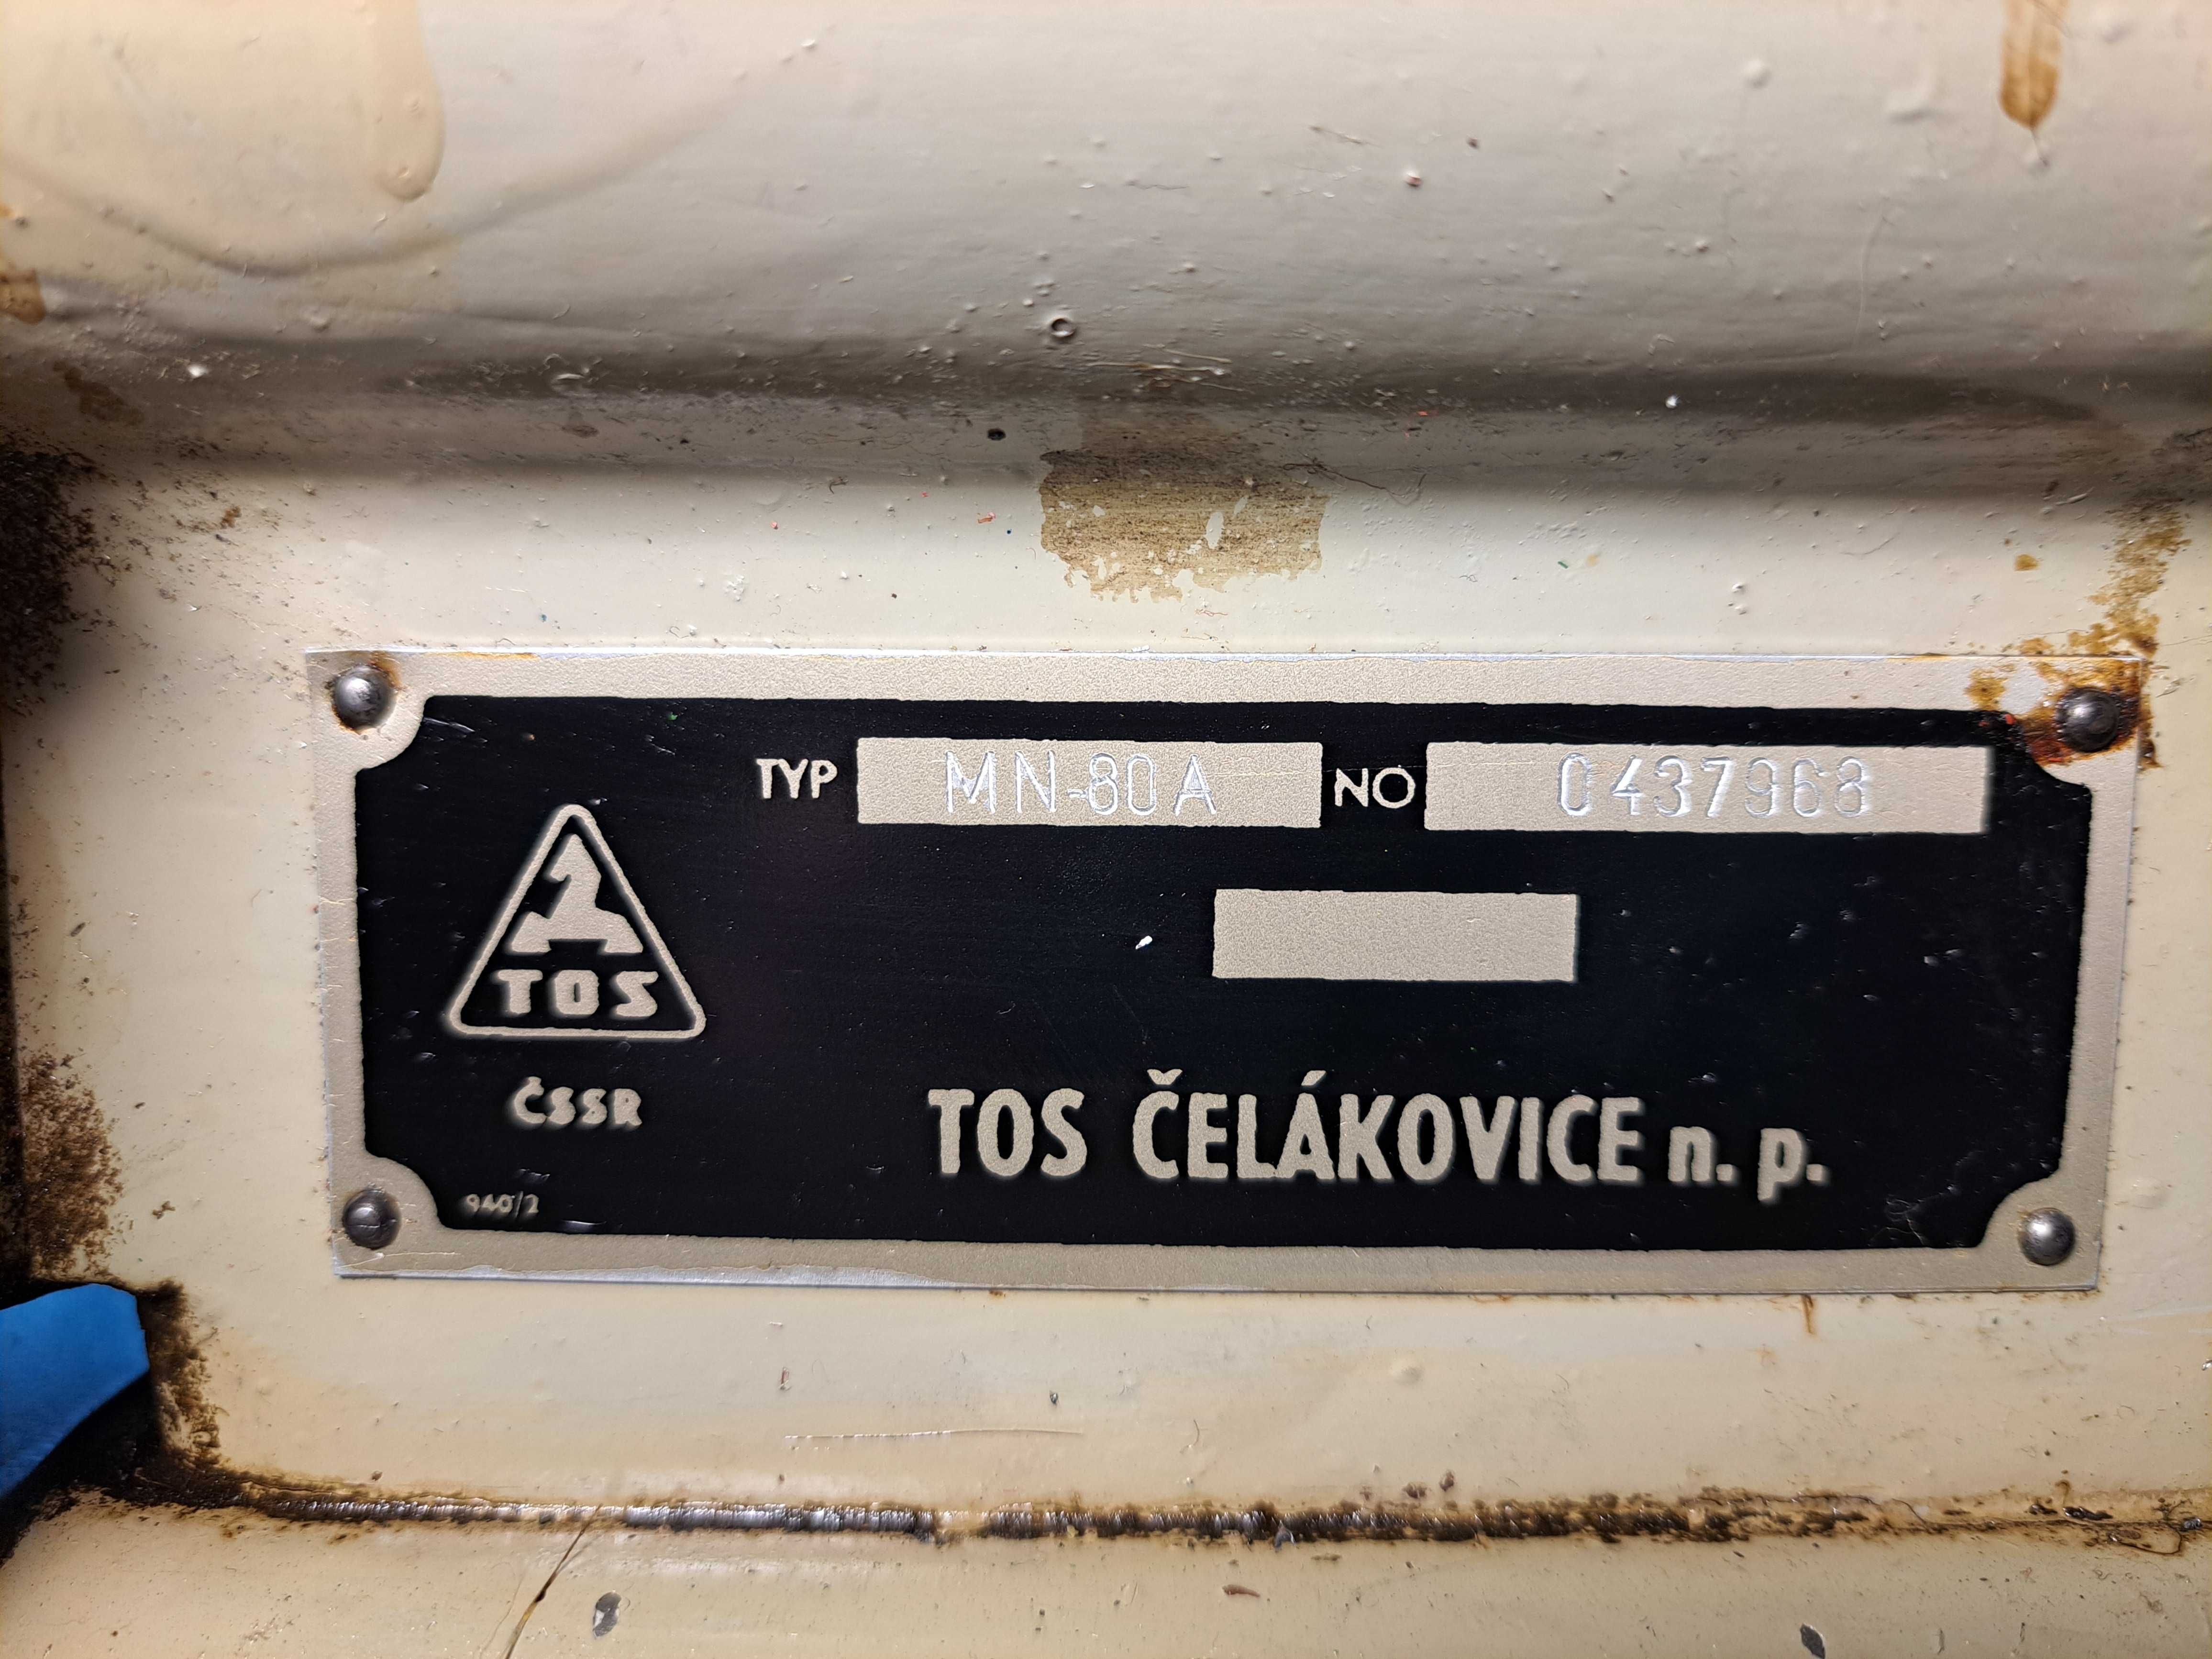 TYP MN-80A NO 0437968
TOS
ČSSR
TOS ČELÁKOVICE n. p.
940/2